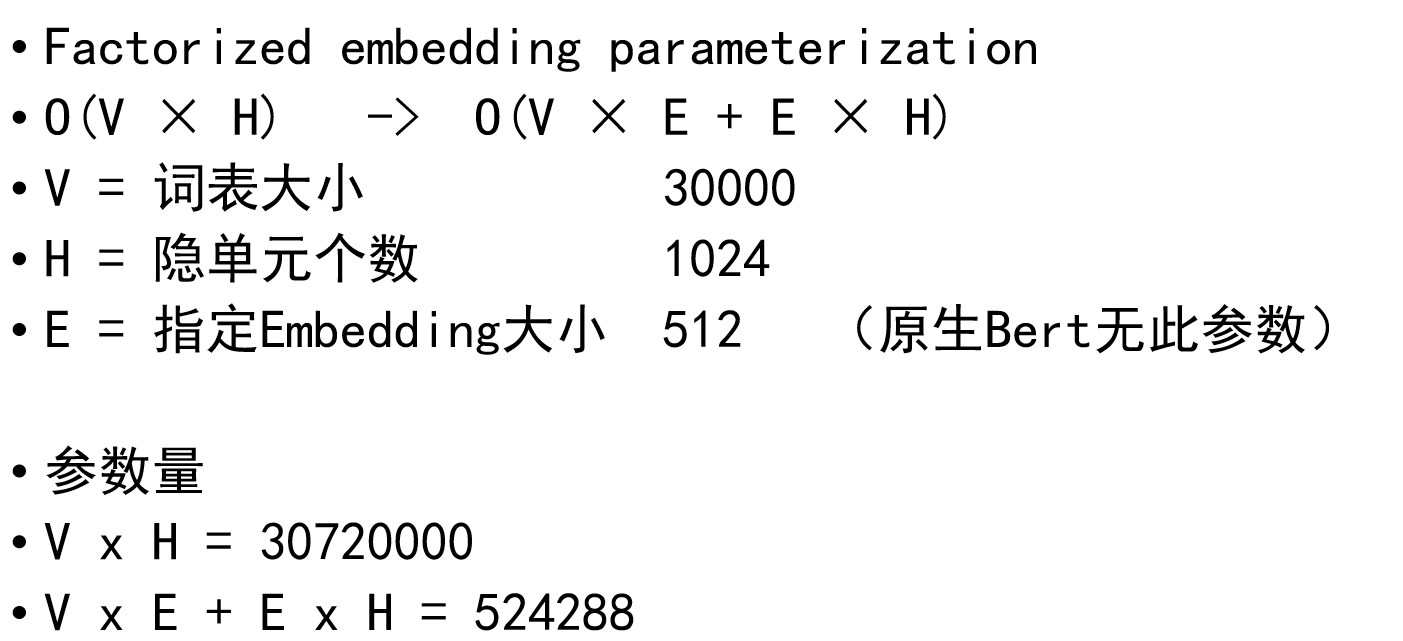 • Factorized embedding parameterization
• O(V × H) -> O(V × E + E × H)
• V = 词表大小 30000
• H = 隐单元个数 1024
• E = 指定Embedding大小 512 （原生Bert无此参数）
• 参数量
• V x H = 30720000
• V x E + E x H = 524288